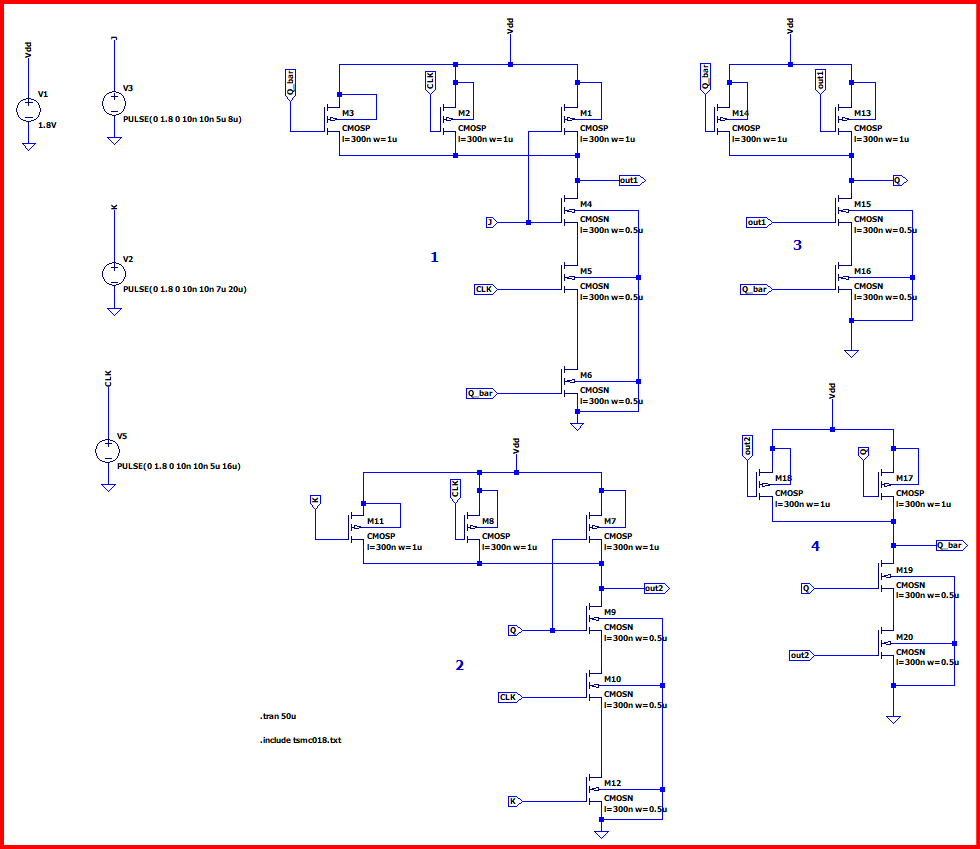 Vdd
V1
1.8V
J
V3
PULSE(0 1.8 0 10n 10n 5u 8u)
K
V2
PULSE(0 1.8 0 10n 10n 7u 20u)
CLK
V5
PULSE(0 1.8 0 10n 10n 5u 16u)
Vdd
Q_bar
M3
CMOSP
l=300n w=1u
CLK
M2
CMOSP
l=300n w=1u
M1
CMOSP
l=300n w=1u
out1
J
M4
CMOSN
l=300n w=0.5u
1
CLK
M5
CMOSN
l=300n w=0.5u
Q_bar
M6
CMOSN
l=300n w=0.5u
Vdd
Q_bar
M14
CMOSP
l=300n w=1u
out1
M13
CMOSP
l=300n w=1u
Q
out1
M15
CMOSN
l=300n w=0.5u
3
Q_bar
M16
CMOSN
l=300n w=0.5u
Vdd
K
M11
CMOSP
l=300n w=1u
CLK
M8
CMOSP
l=300n w=1u
M7
CMOSP
l=300n w=1u
out2
Q
M9
CMOSN
l=300n w=0.5u
2
CLK
M10
CMOSN
l=300n w=0.5u
K
M12
CMOSN
l=300n w=0.5u
Vdd
out2
M18
CMOSP
l=300n w=1u
Q
M17
CMOSP
l=300n w=1u
4
Q_bar
Q
M19
CMOSN
l=300n w=0.5u
out2
M20
CMOSN
l=300n w=0.5u
.tran 50u
.include tsmc018.txt